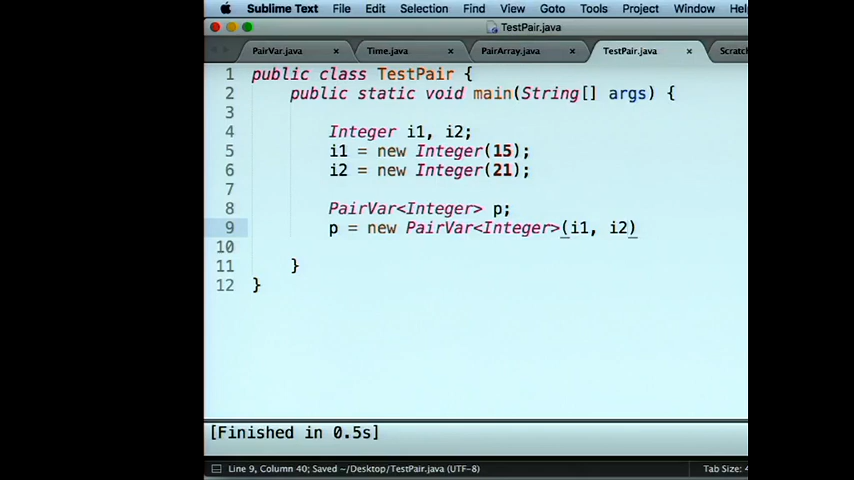 Sublime Text File Edit Selection Find View Goto Tools Project Window
TestPair.java
PairVar.java × Time.java × PairArray.java × TestPair.java × Scratch
1 public class TestPair {
2 public static void main(String[] args) {
3
4 Integer i1, i2;
5 i1 = new Integer(15);
6 i2 = new Integer(21);
7
8 PairVar<Integer> p;
9 p = new PairVar<Integer>(i1, i2)
10
11 }
12 }
[Finished in 0.5s]
Line 9, Column 40; Saved ~/Desktop/TestPair.java (UTF-8) Tab Size: